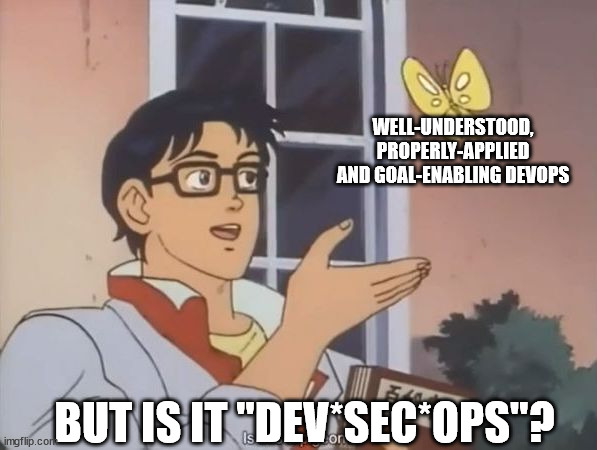 WELL-UNDERSTOOD,
PROPERLY-APPLIED
AND GOAL-ENABLING DEVOPS
BUT IS IT "DEV*SEC*OPS"?
imgflip.com